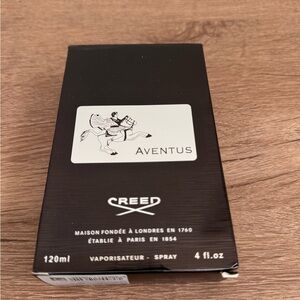 AVENTUS
CREED
MAISON FONDÉE À LONDRES EN 1760
ÉTABLIE À PARIS EN 1854
120ml VAPORISATEUR - SPRAY 4 fl.oz